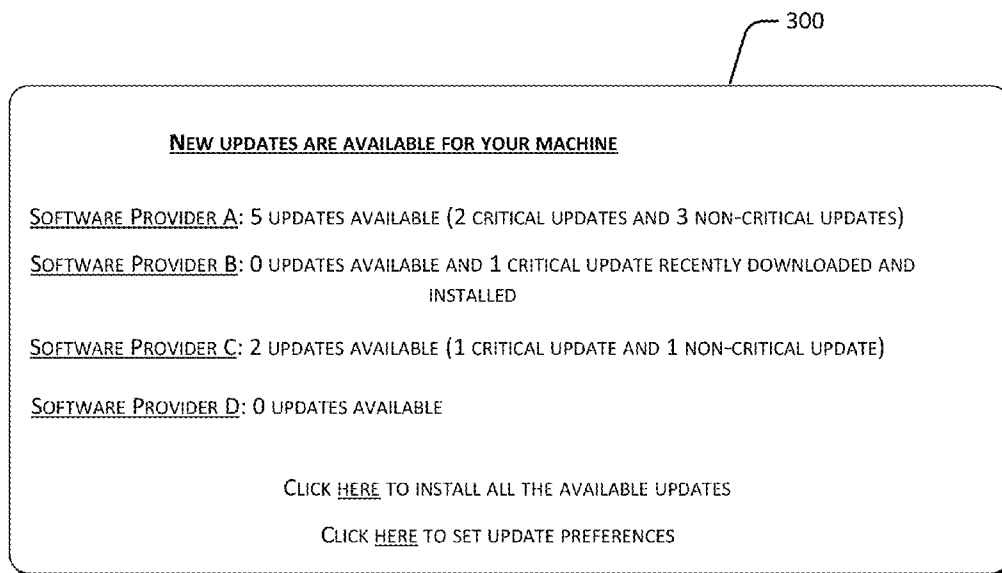 300
NEW UPDATES ARE AVAILABLE FOR YOUR MACHINE
SOFTWARE PROVIDER A: 5 UPDATES AVAILABLE (2 CRITICAL UPDATES AND 3 NON-CRITICAL UPDATES)
SOFTWARE PROVIDER B: 0 UPDATES AVAILABLE AND 1 CRITICAL UPDATE RECENTLY DOWNLOADED AND
INSTALLED
SOFTWARE PROVIDER C: 2 UPDATES AVAILABLE (1 CRITICAL UPDATE AND 1 NON-CRITICAL UPDATE)
SOFTWARE PROVIDER D: 0 UPDATES AVAILABLE
CLICK HERE TO INSTALL ALL THE AVAILABLE UPDATES
CLICK HERE TO SET UPDATE PREFERENCES